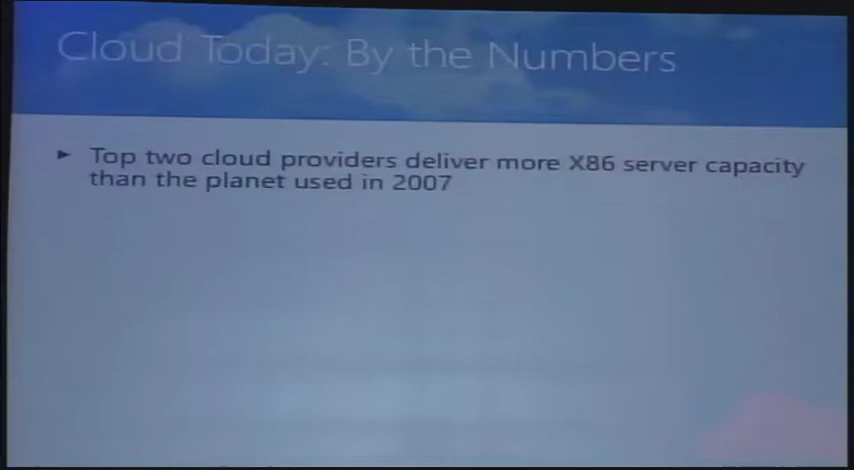 Cloud Today: By the Numbers
► Top two cloud providers deliver more X86 server capacity
than the planet used in 2007